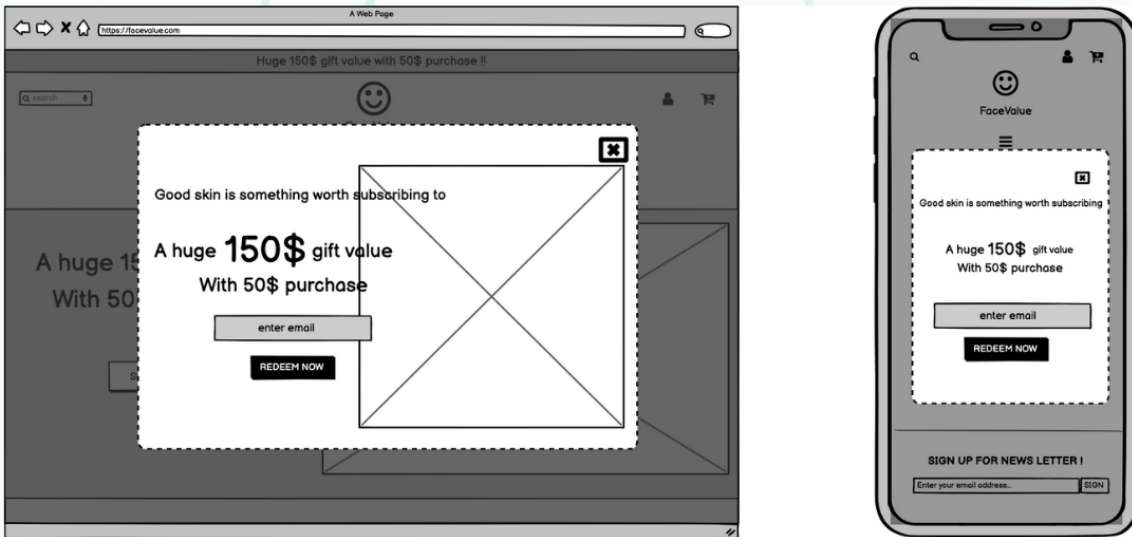 A Web Page
https://facevalue.com
Huge 150$ gift value with 50$ purchase !!
search
Good skin is something worth subscribing to
A huge 15
A huge 150$ gift value
With 50
With 50$ purchase
enter email
S
REDEEM NOW
FaceValue
Good skin is something worth subscribing
A huge 150$ gift value
With 50$ purchase
enter email
REDEEM NOW
SIGN UP FOR NEWS LETTER !
Enter your email address...
SIGN